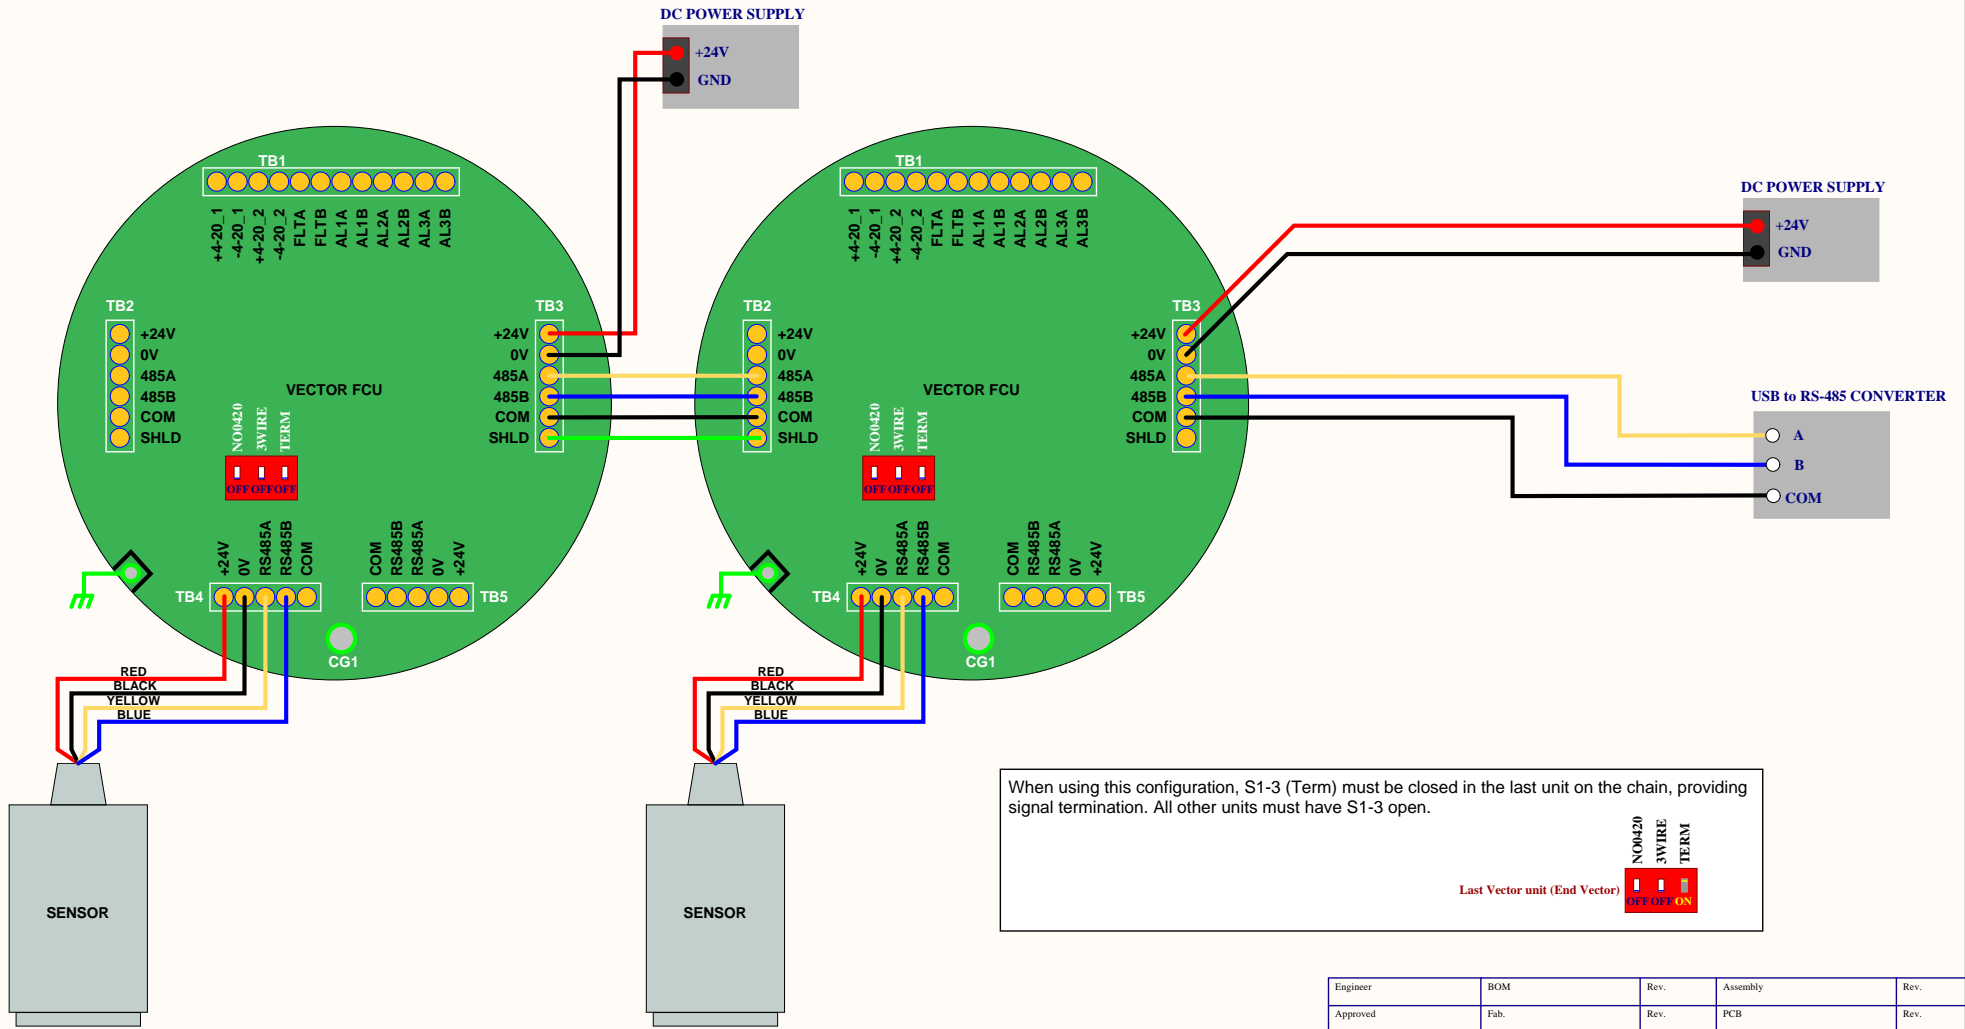 DC POWER SUPPLY
+24V
GND
TB1
+4-20_1
-4-20_1
+4-20_2
-4-20_2
FLTA
FLTB
AL1A
AL1B
AL2A
AL2B
AL3A
AL3B
TB2
+24V
0V
485A
485B
COM
SHLD
VECTOR FCU
TB3
+24V
0V
485A
485B
COM
SHLD
NO0420
3WIRE
TERM
OFF OFF OFF
+24V
0V
RS485A
RS485B
COM
TB4
COM
RS485B
RS485A
0V
+24V
TB5
CG1
RED
BLACK
YELLOW
BLUE
SENSOR
TB1
+4-20_1
-4-20_1
+4-20_2
-4-20_2
FLTA
FLTB
AL1A
AL1B
AL2A
AL2B
AL3A
AL3B
TB2
+24V
0V
485A
485B
COM
SHLD
VECTOR FCU
TB3
+24V
0V
485A
485B
COM
SHLD
NO0420
3WIRE
TERM
OFF OFF OFF
+24V
0V
RS485A
RS485B
COM
TB4
COM
RS485B
RS485A
0V
+24V
TB5
CG1
RED
BLACK
YELLOW
BLUE
SENSOR
DC POWER SUPPLY
+24V
GND
USB to RS-485 CONVERTER
A
B
COM
When using this configuration, S1-3 (Term) must be closed in the last unit on the chain, providing
signal termination. All other units must have S1-3 open.
NO0420
3WIRE
TERM
Last Vector unit (End Vector)
OFF OFF ON
Engineer BOM Rev. Assembly Rev.
Approved Fab. Rev. PCB Rev.